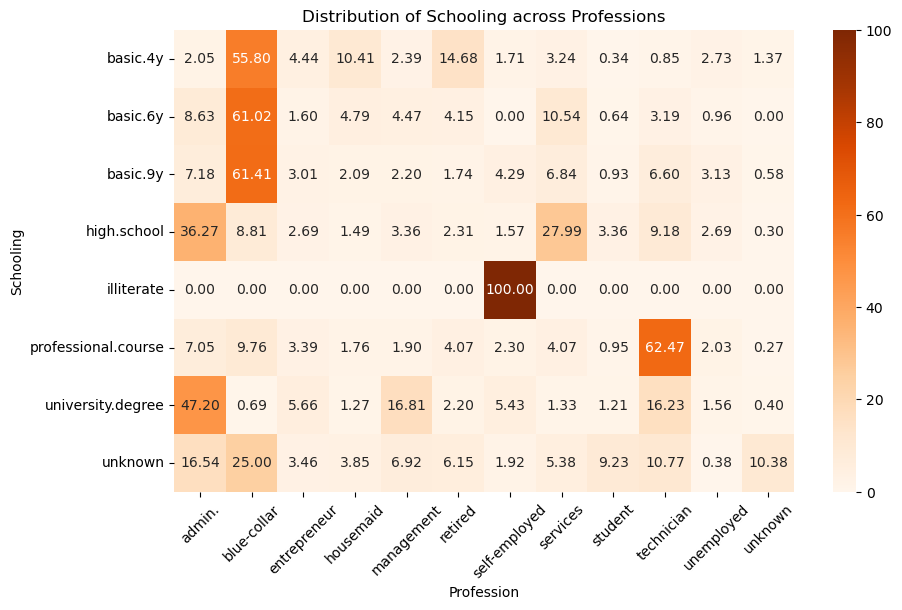 Distribution of Schooling across Professions
basic.4y 2.05 55.80 4.44 10.41 2.39 14.68 1.71 3.24 0.34 0.85 2.73 1.37
basic.6y 8.63 61.02 1.60 4.79 4.47 4.15 0.00 10.54 0.64 3.19 0.96 0.00
basic.9y 7.18 61.41 3.01 2.09 2.20 1.74 4.29 6.84 0.93 6.60 3.13 0.58
high.school 36.27 8.81 2.69 1.49 3.36 2.31 1.57 27.99 3.36 9.18 2.69 0.30
illiterate 0.00 0.00 0.00 0.00 0.00 0.00 100.00 0.00 0.00 0.00 0.00 0.00
professional.course 7.05 9.76 3.39 1.76 1.90 4.07 2.30 4.07 0.95 62.47 2.03 0.27
university.degree 47.20 0.69 5.66 1.27 16.81 2.20 5.43 1.33 1.21 16.23 1.56 0.40
unknown 16.54 25.00 3.46 3.85 6.92 6.15 1.92 5.38 9.23 10.77 0.38 10.38
admin. blue-collar entrepreneur housemaid management retired self-employed services student technician unemployed unknown
Profession
Schooling
100
80
60
40
20
0